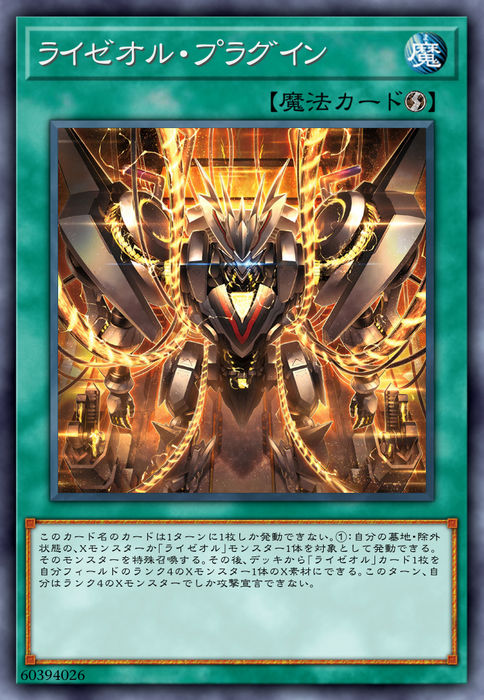 ライゼオル・プラグイン
魔
【魔法カード】
このカード名のカードは1ターンに1枚しか発動できない。①:自分の墓地・除外
状態の、Xモンスターか「ライゼオル」モンスター1体を対象として発動できる。
そのモンスターを特殊召喚する。その後、デッキから「ライゼオル」カード1枚を
自分フィールドのランク4のXモンスター1体のX素材にできる。このターン、自
分はランク4のXモンスターでしか攻撃宣言できない。
60394026